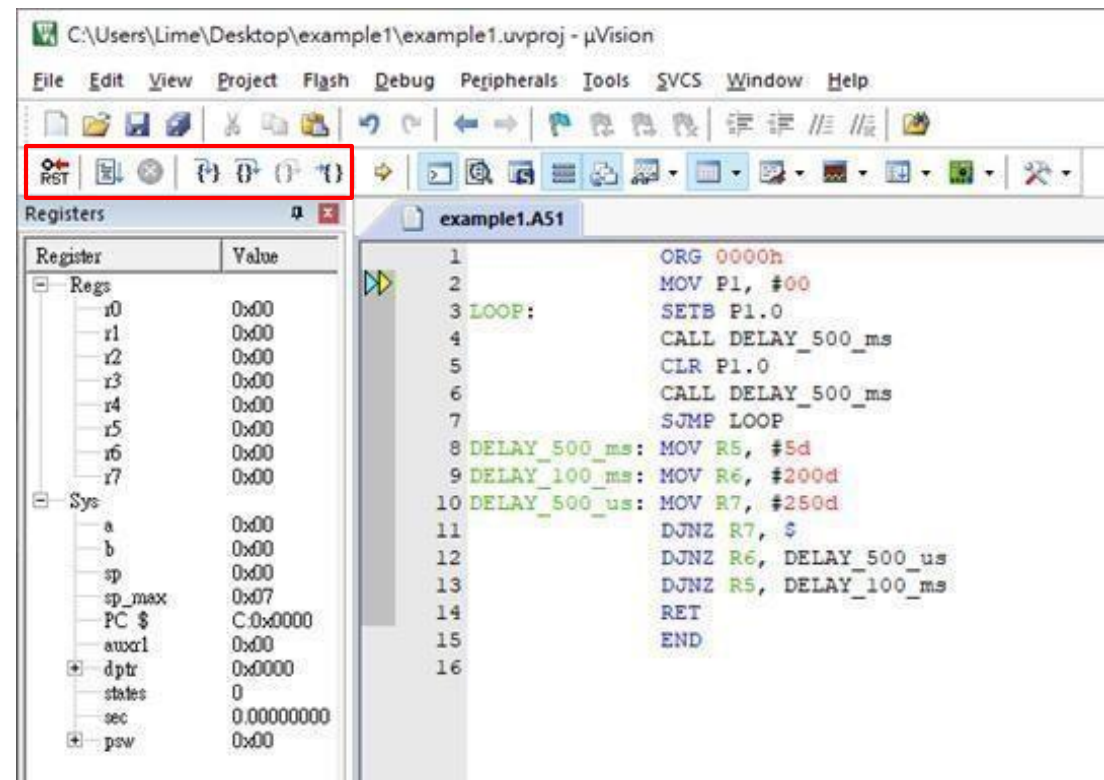 C:\Users\Lime\Desktop\example1\example1.uvproj - µVision
File Edit View Project Flash Debug Peripherals Tools SVCS Window Help
RST
Registers
example1.A51
Register Value
Regs
r0 0x00
r1 0x00
r2 0x00
r3 0x00
r4 0x00
r5 0x00
r6 0x00
r7 0x00
Sys
a 0x00
b 0x00
sp 0x00
sp_max 0x07
PC $ C:0x0000
auxr1 0x00
dptr 0x0000
states 0
sec 0.00000000
psw 0x00
1 ORG 0000h
2 MOV P1, #00
3 LOOP: SETB P1.0
4 CALL DELAY_500_ms
5 CLR P1.0
6 CALL DELAY_500_ms
7 SJMP LOOP
8 DELAY_500_ms: MOV R5, #5d
9 DELAY_100_ms: MOV R6, #200d
10 DELAY_500_us: MOV R7, #250d
11 DJNZ R7, $
12 DJNZ R6, DELAY_500_us
13 DJNZ R5, DELAY_100_ms
14 RET
15 END
16